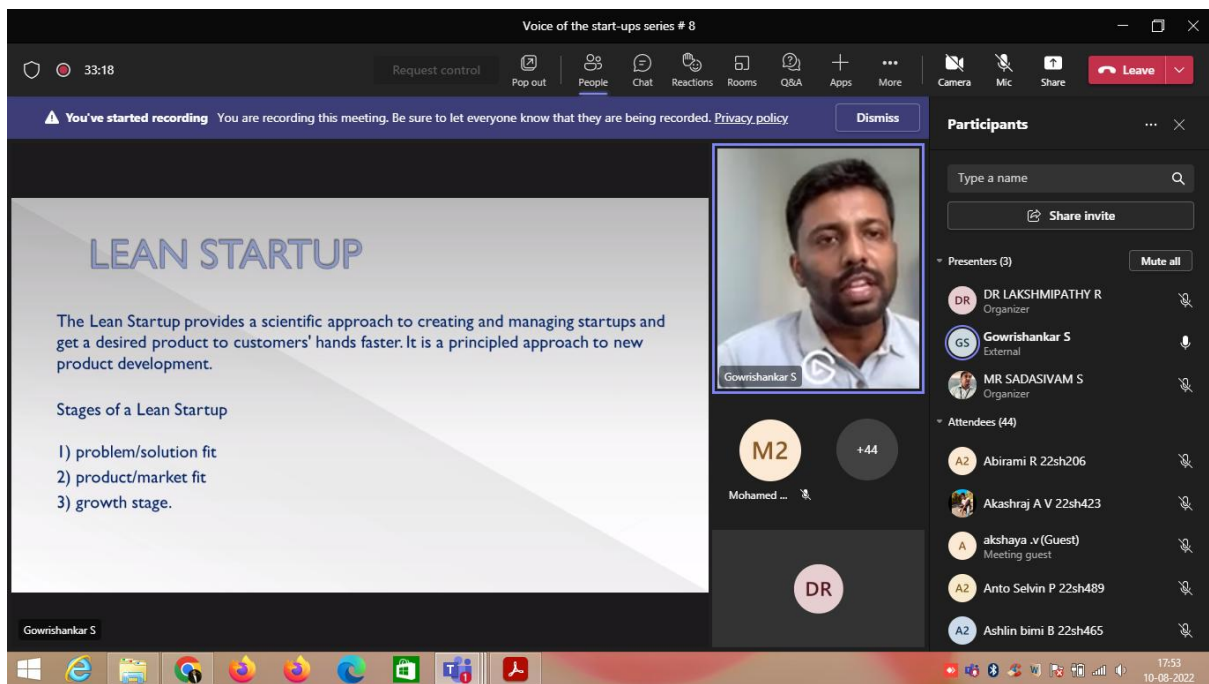 Voice of the start-ups series # 8
33:18
Request control
Pop out
People
Chat
Reactions
Rooms
Q&A
Apps
More
Camera
Mic
Share
Leave
You've started recording You are recording this meeting. Be sure to let everyone know that they are being recorded. Privacy policy
Dismiss
LEAN STARTUP
The Lean Startup provides a scientific approach to creating and managing startups and
get a desired product to customers' hands faster. It is a principled approach to new
product development.
Stages of a Lean Startup
1) problem/solution fit
2) product/market fit
3) growth stage.
Gowrishankar S
Gowrishankar S
M2
Mohamed ...
+44
DR
Participants
Type a name
Share invite
Presenters (3)
Mute all
DR
DR LAKSHMIPATHY R
Organizer
GS
Gowrishankar S
External
MR SADASIVAM S
Organizer
Attendees (44)
A2
Abirami R 22sh206
Akashraj A V 22sh423
A
akshaya .v (Guest)
Meeting guest
A2
Anto Selvin P 22sh489
A2
Ashlin bimi B 22sh465
17:53
10-08-2022